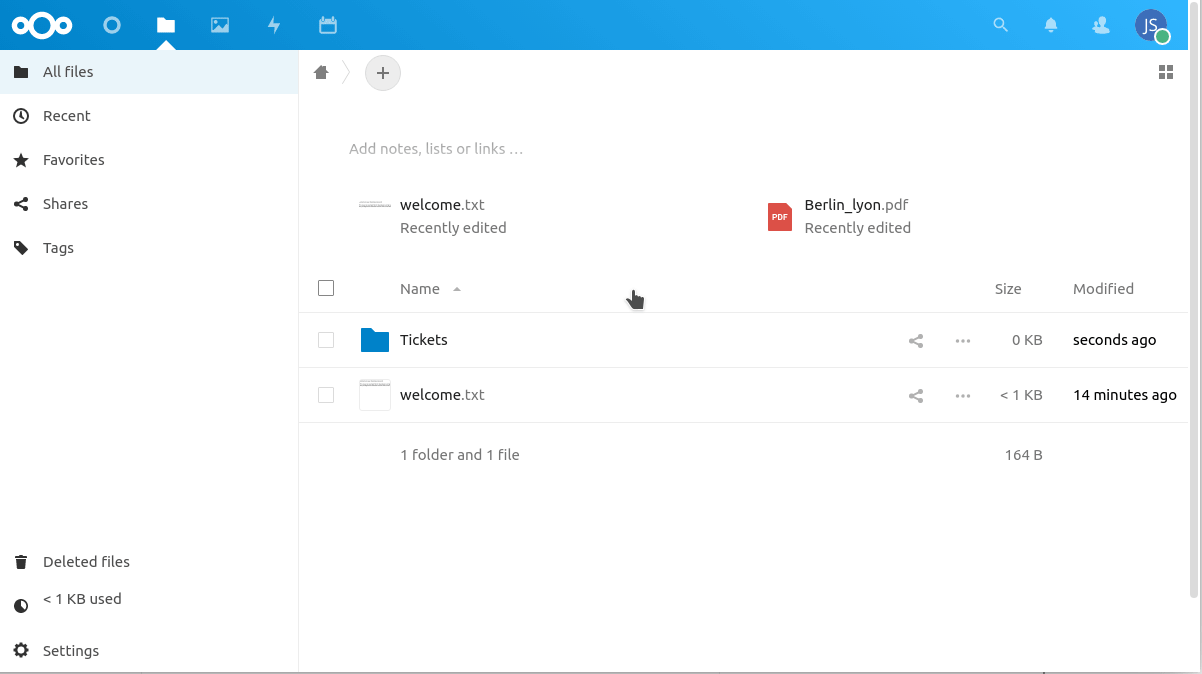 JS
All files
Recent
Favorites
Shares
Tags
Add notes, lists or links …
welcome.txt
Recently edited
PDF
Berlin_lyon.pdf
Recently edited
Name
Size
Modified
Tickets
0 KB
seconds ago
welcome.txt
< 1 KB
14 minutes ago
1 folder and 1 file
164 B
Deleted files
< 1 KB used
Settings